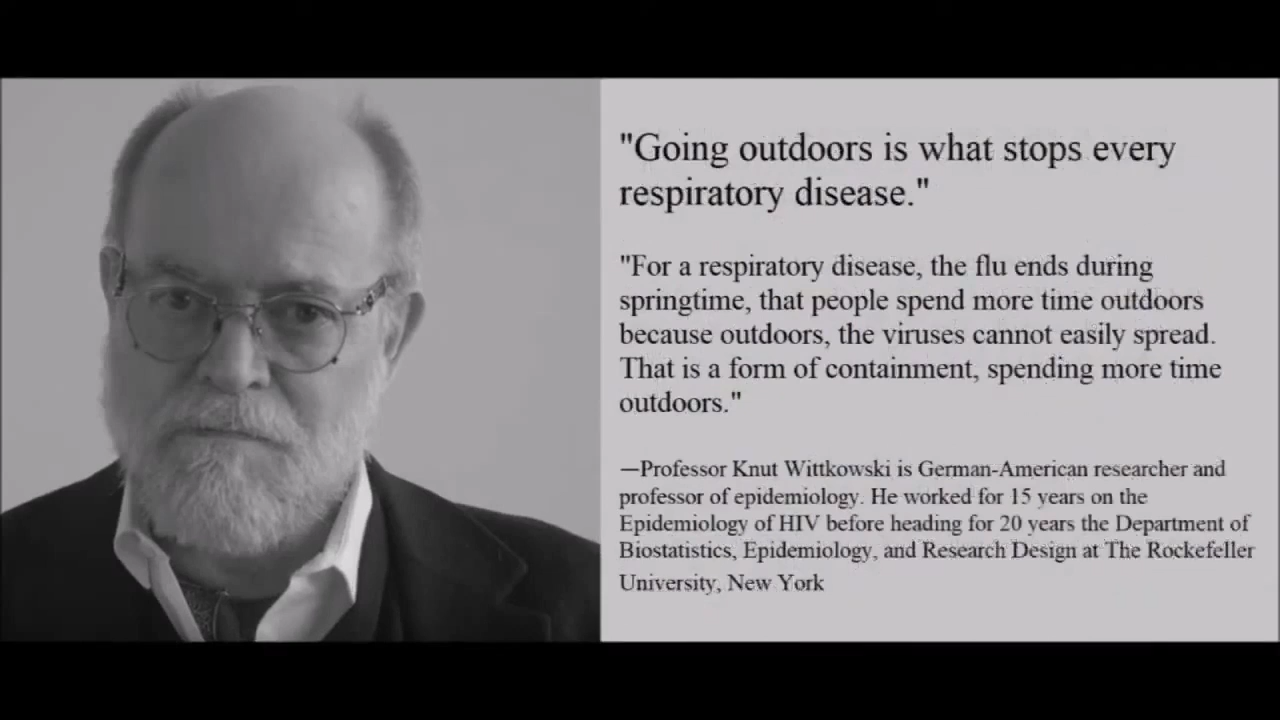 "Going outdoors is what stops every
respiratory disease."
"For a respiratory disease, the flu ends during
springtime, that people spend more time outdoors
because outdoors, the viruses cannot easily spread.
That is a form of containment, spending more time
outdoors."
—Professor Knut Wittkowski is German-American researcher and
professor of epidemiology. He worked for 15 years on the
Epidemiology of HIV before heading for 20 years the Department of
Biostatistics, Epidemiology, and Research Design at The Rockefeller
University, New York